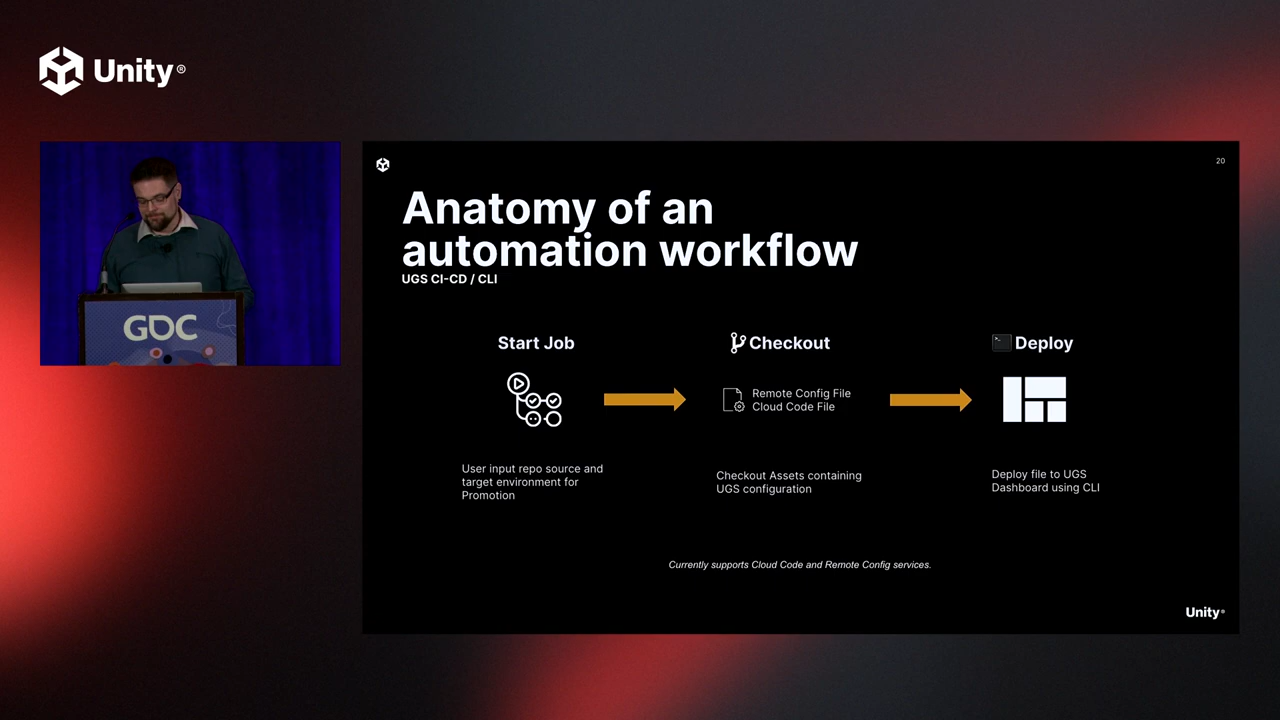 Unity®
GDC
20
Anatomy of an
automation workflow
UGS CI-CD / CLI
Start Job
User input repo source and
target environment for
Promotion
Checkout
Remote Config File
Cloud Code File
Checkout Assets containing
UGS configuration
Deploy
Deploy file to UGS
Dashboard using CLI
Currently supports Cloud Code and Remote Config services.
Unity®